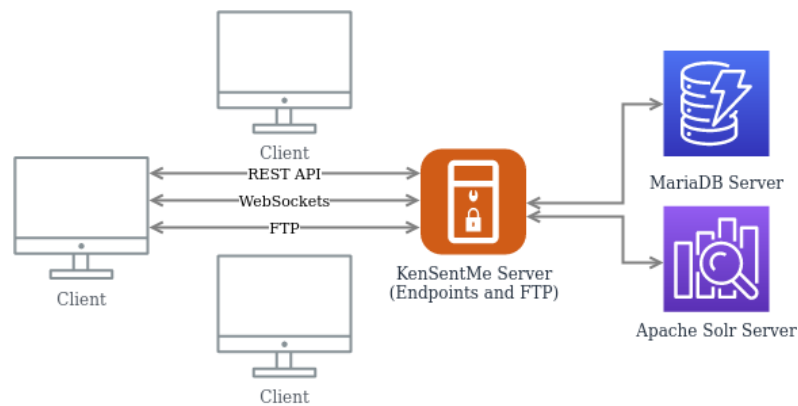 Client
REST API
WebSockets
FTP
Client
KenSentMe Server
(Endpoints and FTP)
MariaDB Server
Apache Solr Server
Client